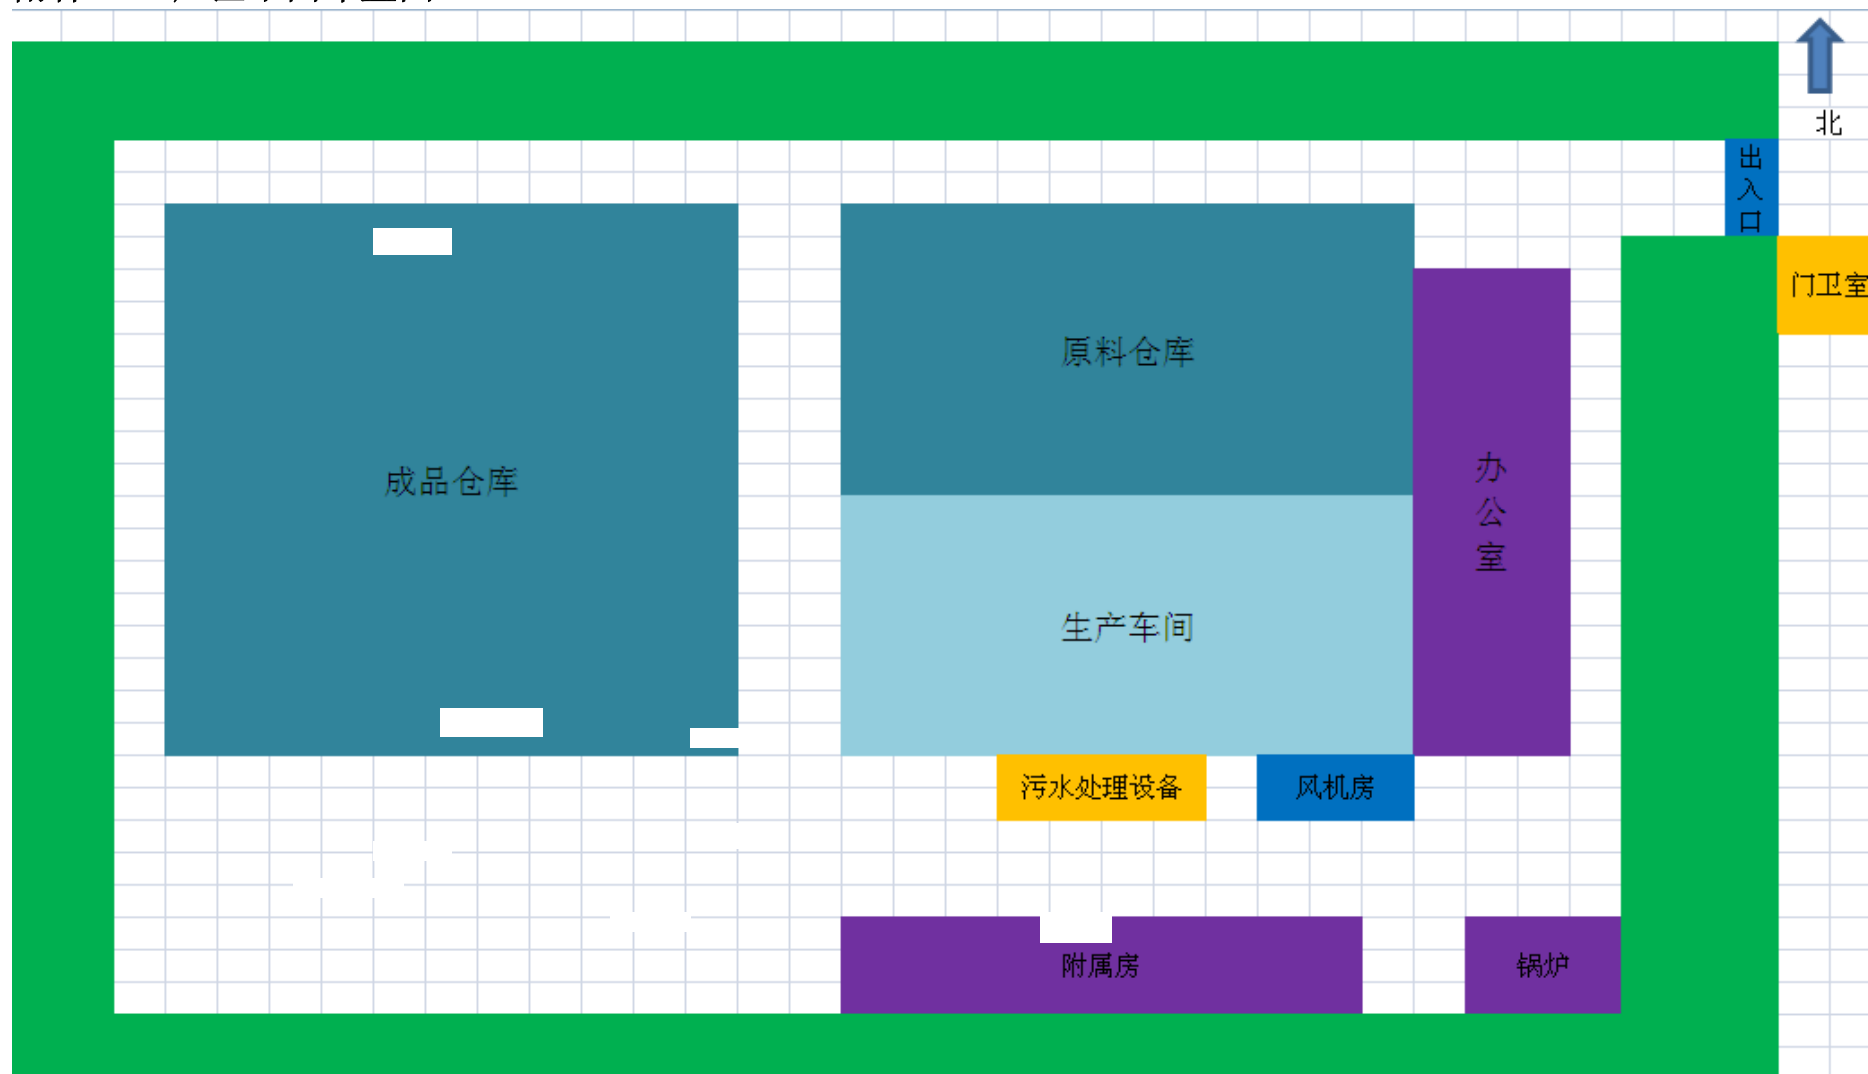 北
出
入
口
门卫室
原料仓库
成品仓库
办
公
室
生产车间
污水处理设备
风机房
附属房
锅炉